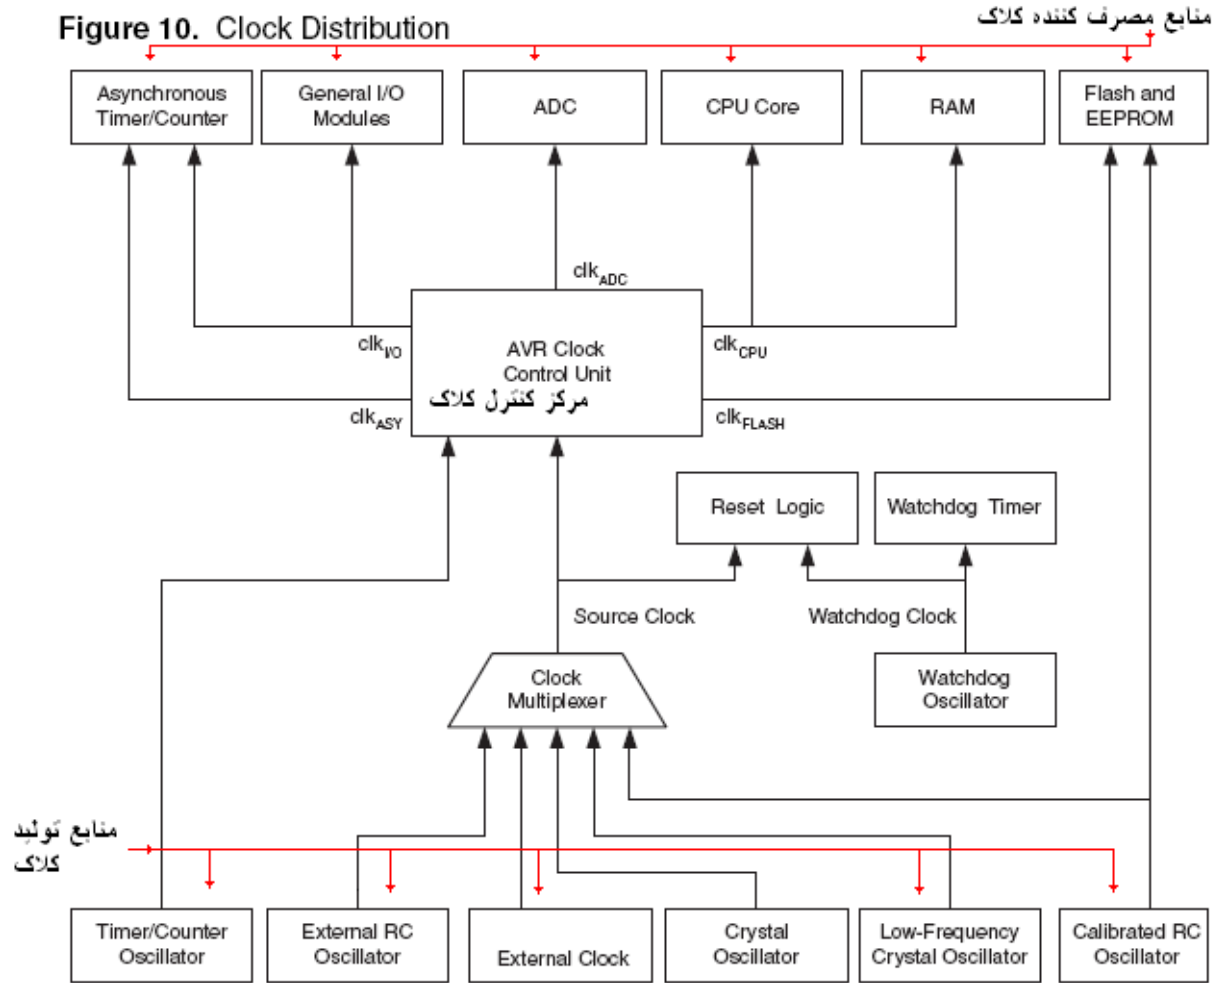 منابع مصرف کننده کلاک
Figure 10. Clock Distribution
Asynchronous
Timer/Counter
General I/O
Modules
ADC
CPU Core
RAM
Flash and
EEPROM
clkADC
clkI/O
AVR Clock
Control Unit
مرکز کنترل کلاک
clkCPU
clkASY
clkFLASH
Reset Logic
Watchdog Timer
Source Clock
Watchdog Clock
Clock
Multiplexer
Watchdog
Oscillator
منابع تولید
کلاک
Timer/Counter
Oscillator
External RC
Oscillator
External Clock
Crystal
Oscillator
Low-Frequency
Crystal Oscillator
Calibrated RC
Oscillator